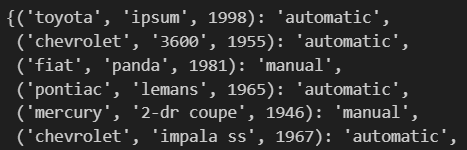 {('toyota', 'ipsum', 1998): 'automatic',
('chevrolet', '3600', 1955): 'automatic',
('fiat', 'panda', 1981): 'manual',
('pontiac', 'lemans', 1965): 'automatic',
('mercury', '2-dr coupe', 1946): 'manual',
('chevrolet', 'impala ss', 1967): 'automatic',